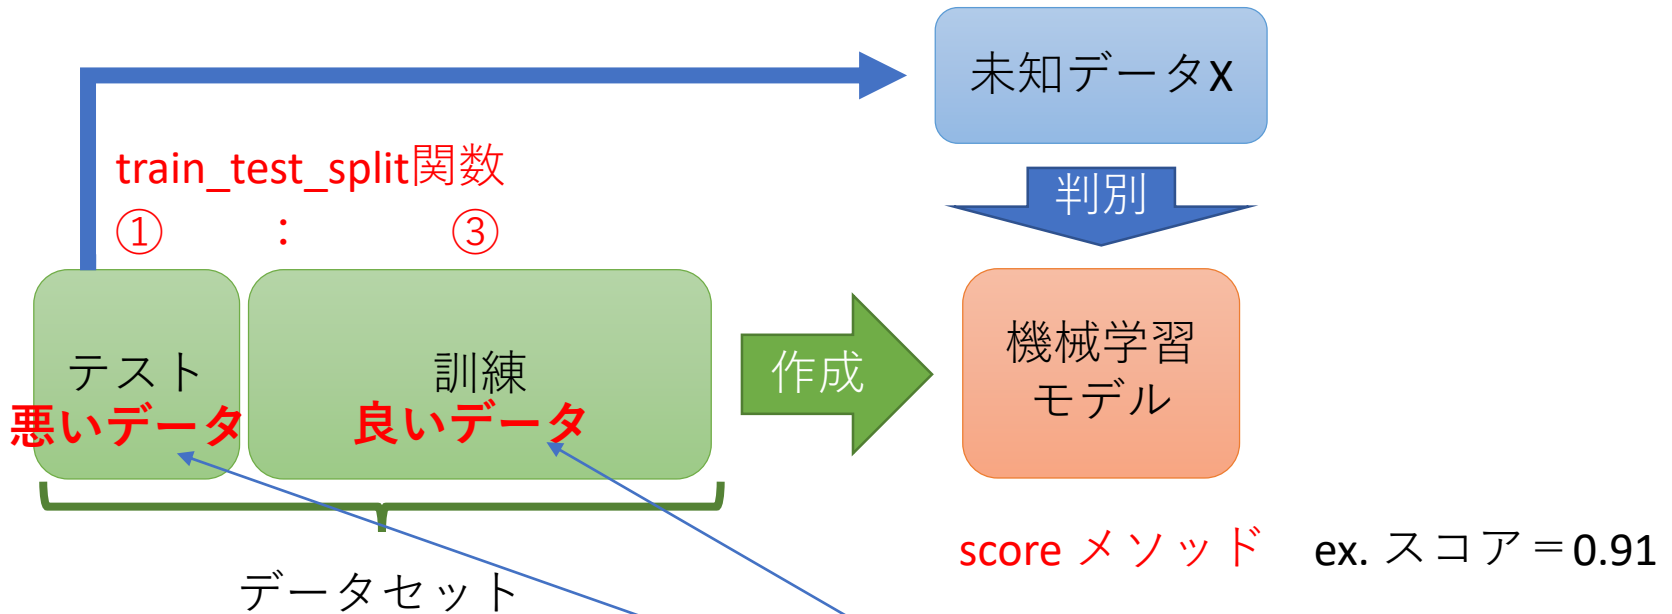 未知データX
train_test_split関数
① : ③
判別
テスト
悪いデータ
訓練
良いデータ
作成
機械学習
モデル
score メソッド ex. スコア＝0.91
データセット